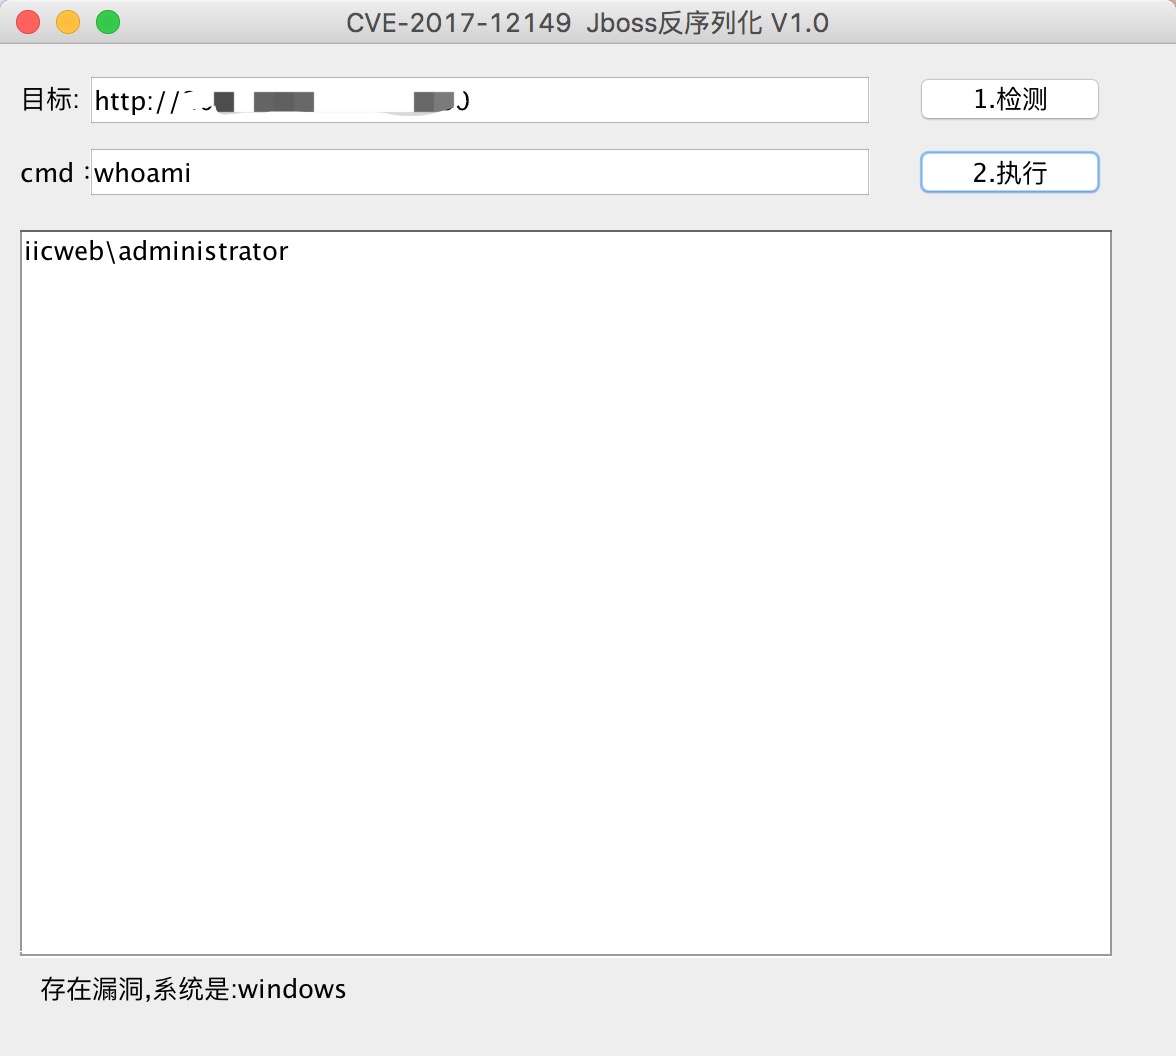 CVE-2017-12149 Jboss反序列化 V1.0
目标: http://
1.检测
cmd :whoami
2.执行
iicweb\administrator
存在漏洞,系统是:windows